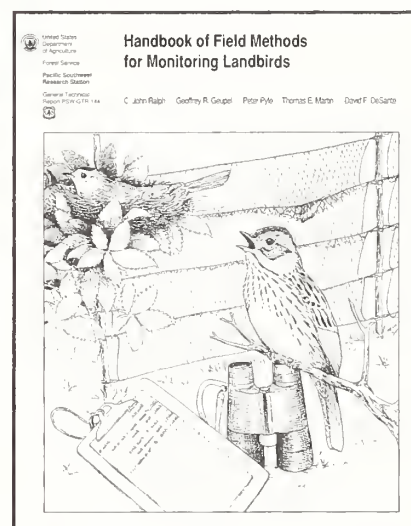 United States
Department
of Agriculture
Forest Service
Pacific Southwest
Research Station
General Technical
Report PSW-GTR-144
Handbook of Field Methods
for Monitoring Landbirds
C. John Ralph Geoffrey R. Geupel Peter Pyle Thomas E. Martin David F. DeSante